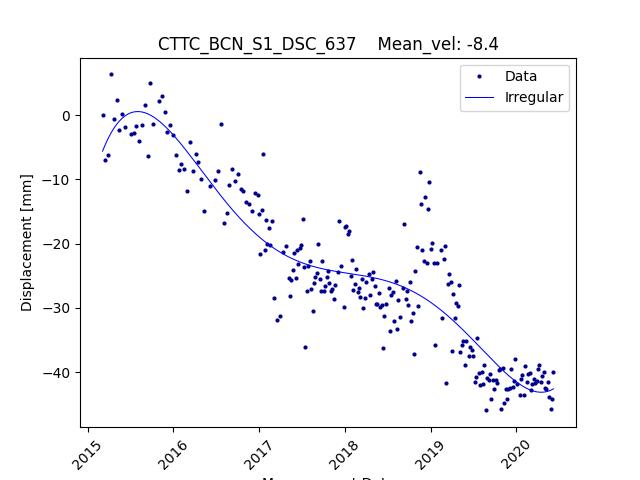 CTTC_BCN_S1_DSC_637    Mean_vel: -8.4
Data
Irregular
Displacement [mm]
0
−10
−20
−30
−40
2015
2016
2017
2018
2019
2020